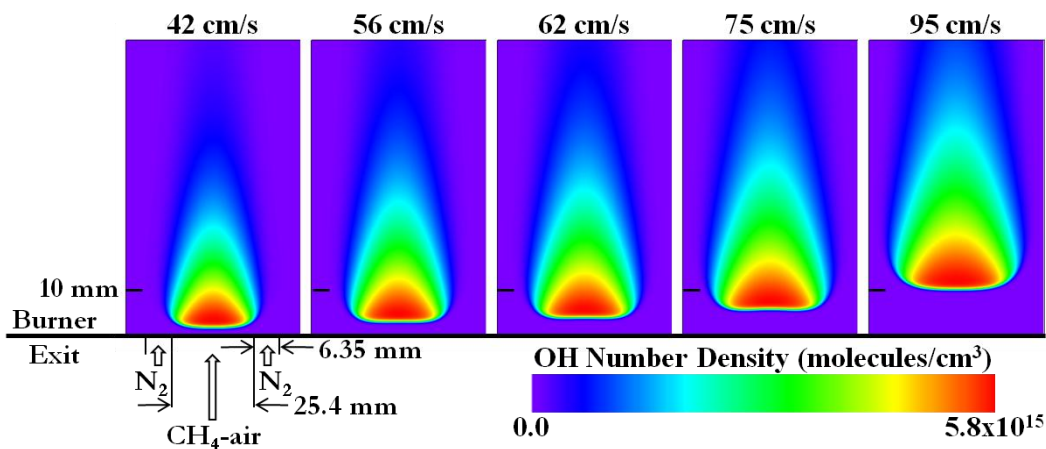 42 cm/s 56 cm/s 62 cm/s 75 cm/s 95 cm/s
10 mm
Burner
Exit
6.35 mm
N2 N2
25.4 mm
CH4-air
OH Number Density (molecules/cm³)
0.0 5.8x10¹⁵